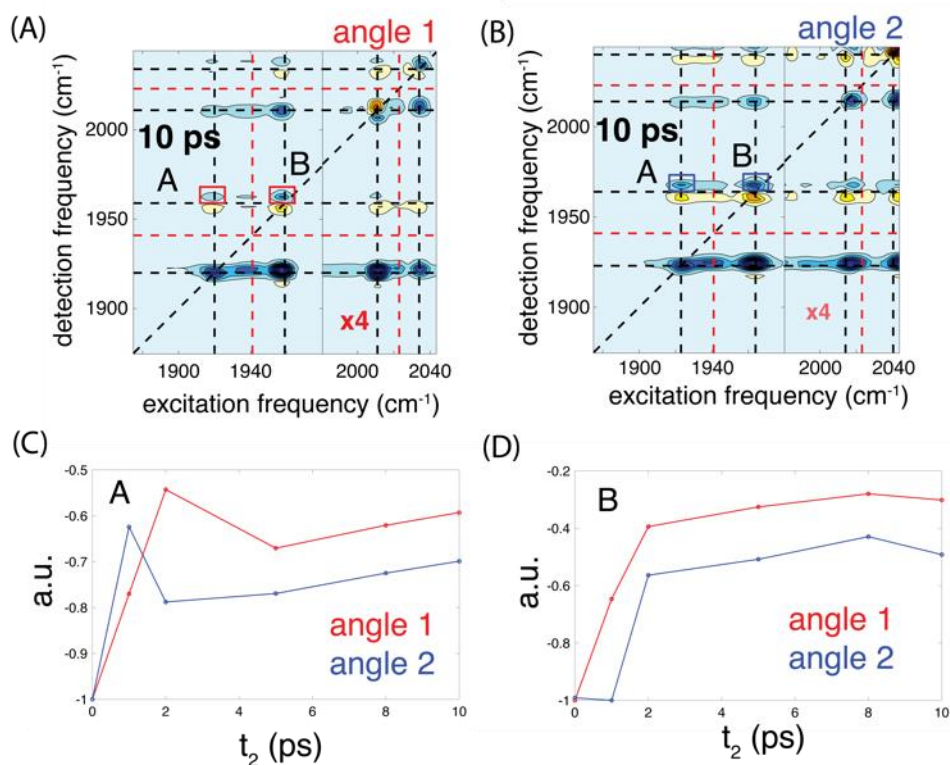 (A)
angle 1
detection frequency (cm⁻¹)
2000
1950
1900
10 ps
A
B
x4
1900
1940
2000
2040
excitation frequency (cm⁻¹)
(B)
angle 2
detection frequency (cm⁻¹)
2000
1950
1900
10 ps
A
B
x4
1900
1940
2000
2040
excitation frequency (cm⁻¹)
(C)
A
a.u.
-0.5
-0.6
-0.7
-0.8
-0.9
-1
angle 1
angle 2
0
2
4
6
8
10
t₂ (ps)
(D)
B
a.u.
-0.2
-0.4
-0.6
-0.8
-1
angle 1
angle 2
0
2
4
6
8
10
t₂ (ps)